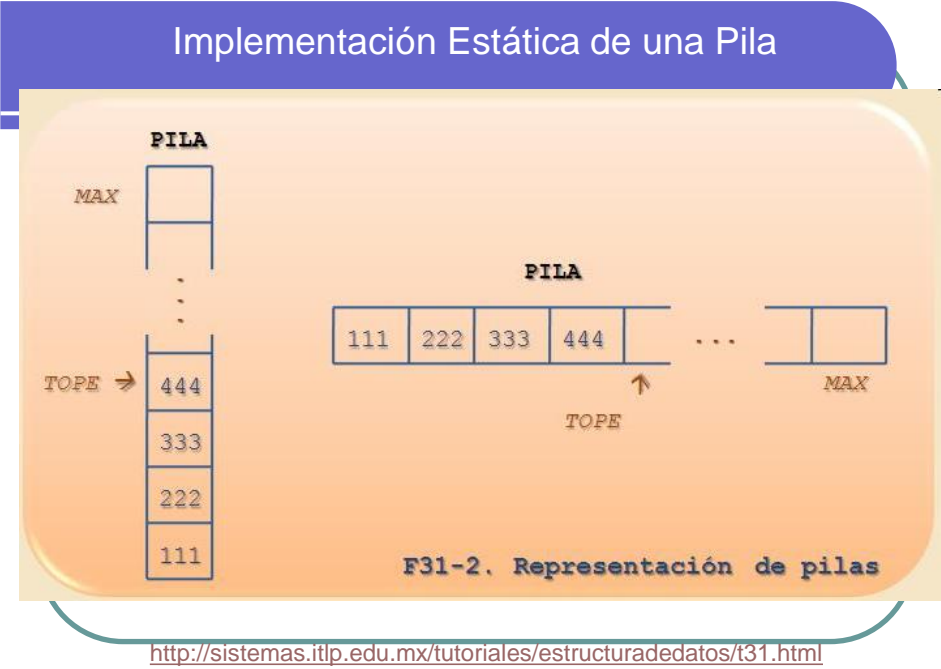 Implementación Estática de una Pila
PILA
MAX
.
.
.
TOPE →
444
333
222
111
PILA
111 222 333 444 ...
MAX
TOPE
F31-2. Representación de pilas
http://sistemas.itlp.edu.mx/tutoriales/estructuradedatos/t31.html